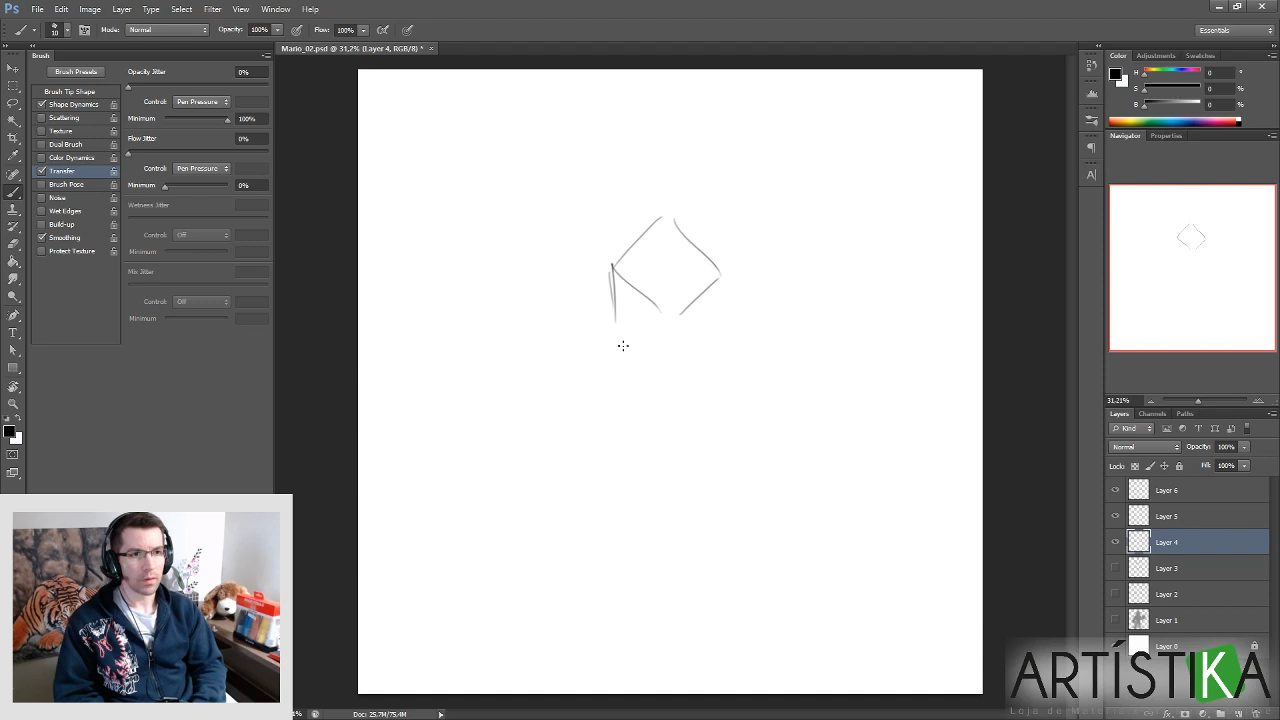 Ps File Edit Image Layer Type Select Filter View Window Help
10 Mode: Normal Opacity: 100% Flow: 100% Essentials
Mario_02.psd @ 31,2% (Layer 4, RGB/8) * ×
Brush
Brush Presets
Brush Tip Shape
Shape Dynamics
Scattering
Texture
Dual Brush
Color Dynamics
Transfer
Brush Pose
Noise
Wet Edges
Build-up
Smoothing
Protect Texture
Opacity Jitter 0%
Control: Pen Pressure
Minimum 100%
Flow Jitter 0%
Control: Pen Pressure
Minimum 0%
Wetness Jitter
Control: Off
Minimum
Mix Jitter
Control: Off
Minimum
Color Adjustments Swatches
H 0 °
S 0 %
B 0 %
Navigator Properties
31,21%
Layers Channels Paths
Kind
Normal Opacity: 100%
Lock: Fill: 100%
Layer 6
Layer 5
Layer 4
Layer 3
Layer 2
Layer 1
Layer 0
ARTISTIKA
Doc: 25,7M/75,4M